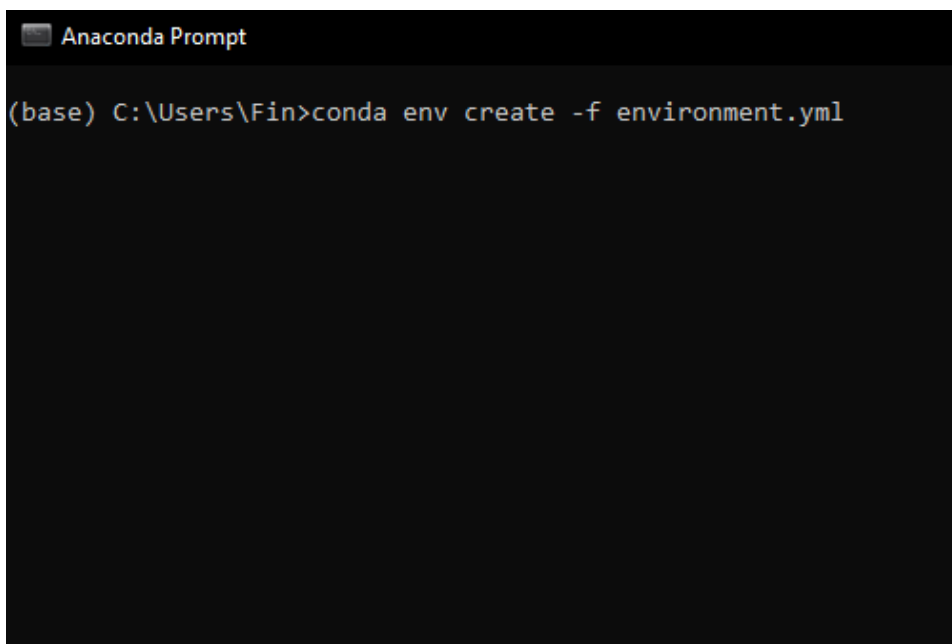 Anaconda Prompt
(base) C:\Users\Fin>conda env create -f environment.yml